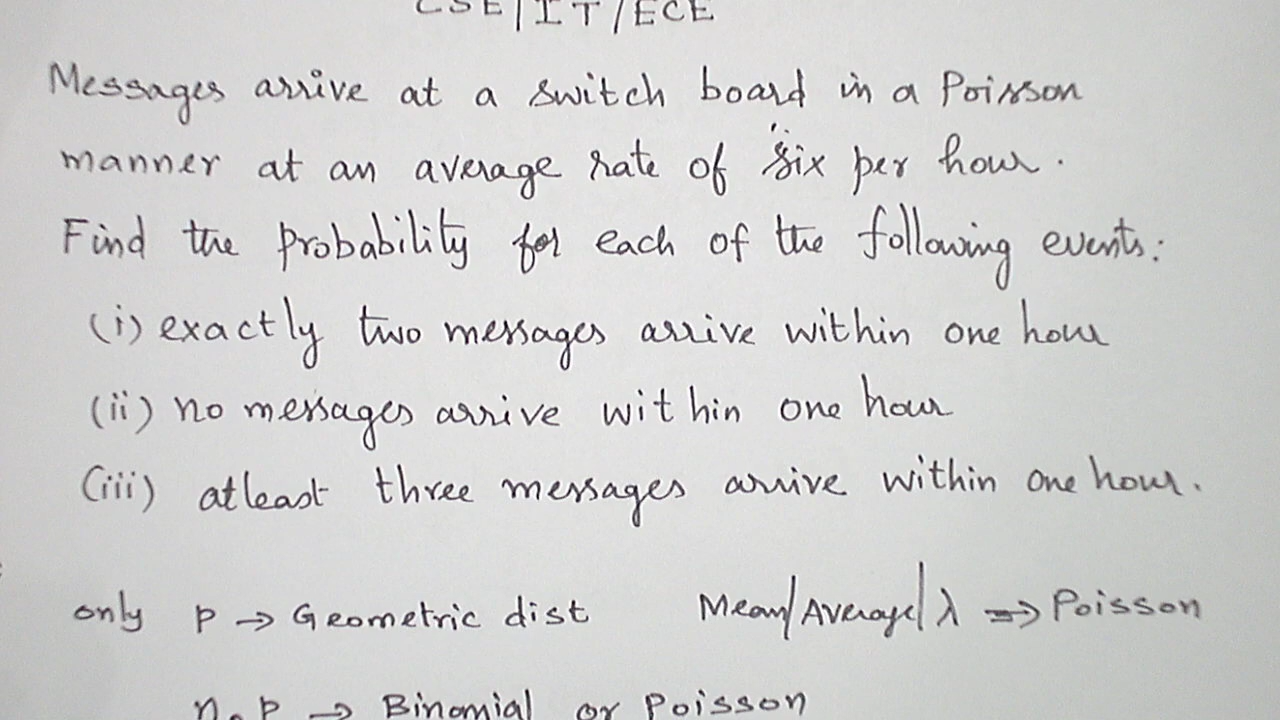 CSE/IT/ECE
Messages arrive at a switch board in a Poisson
manner at an average rate of six per hour.
Find the probability for each of the following events:
(i) exactly two messages arrive within one hour
(ii) no messages arrive within one hour
(iii) atleast three messages arrive within one hour.
only p → Geometric dist Mean/Average/λ ⇒ Poisson
n, p → Binomial or Poisson